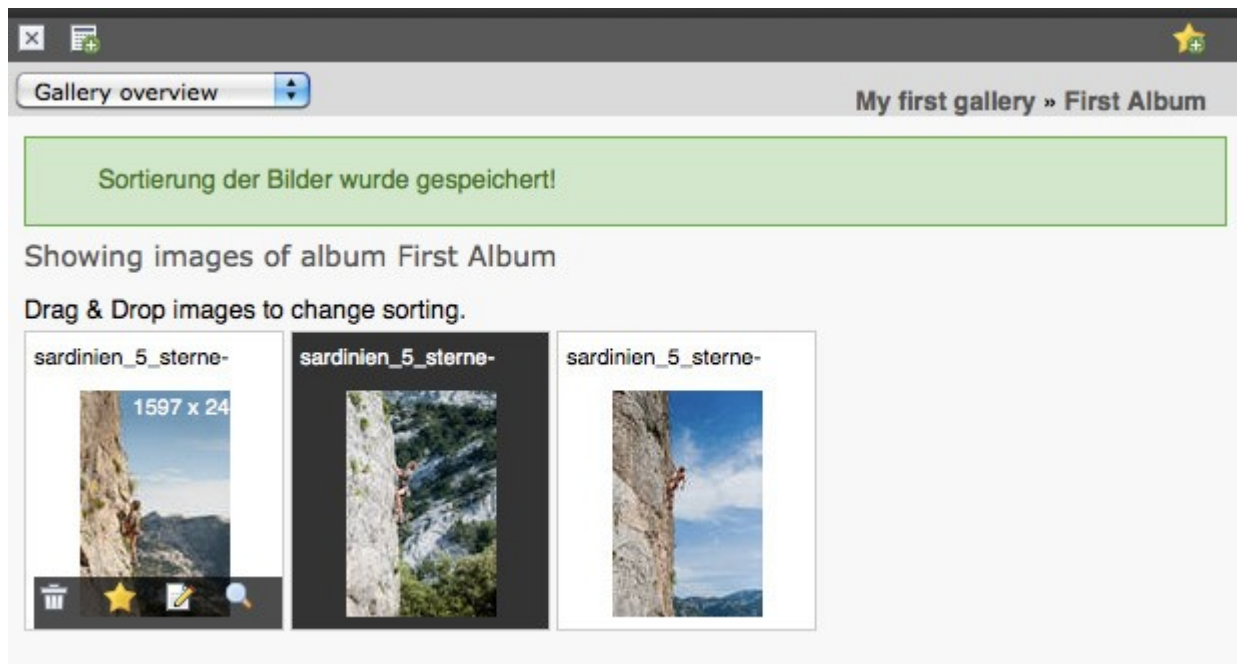 Gallery overview
My first gallery » First Album
Sortierung der Bilder wurde gespeichert!
Showing images of album First Album
Drag & Drop images to change sorting.
sardinien_5_sterne-
sardinien_5_sterne-
sardinien_5_sterne-
1597 x 24